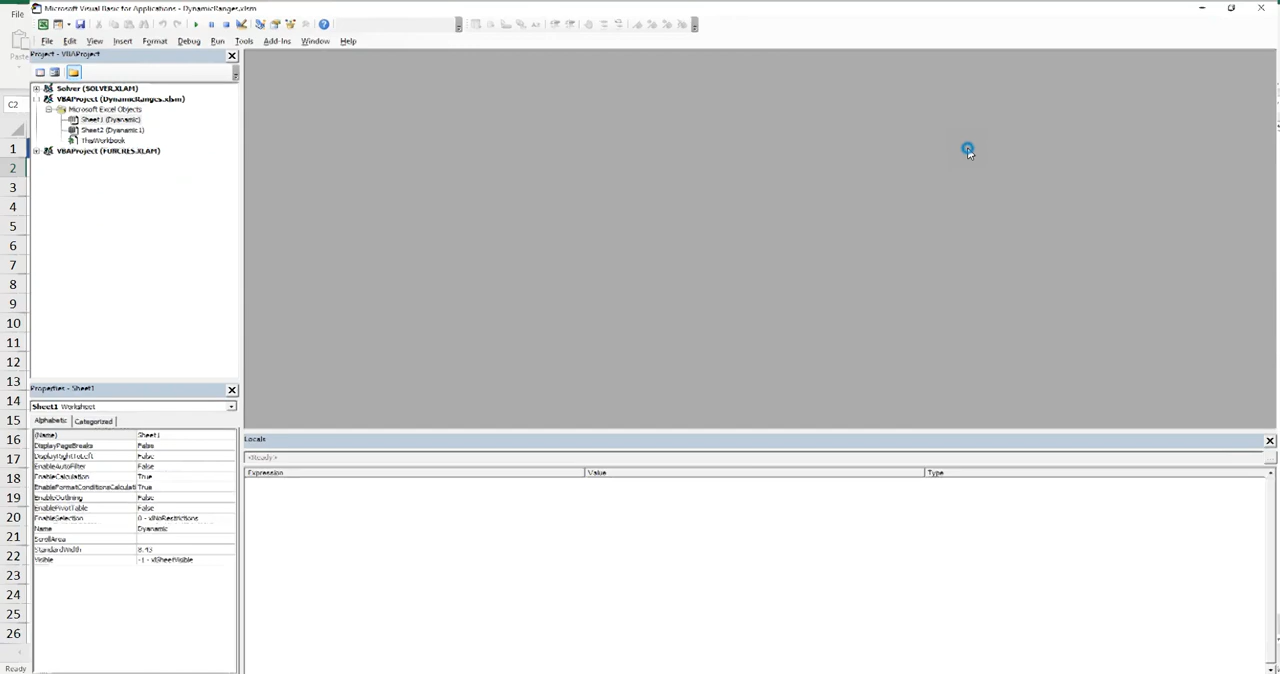 File
Microsoft Visual Basic for Applications - DynamicRanges.xlsm
Paste
File Edit View Insert Format Debug Run Tools Add-Ins Window Help
Project - VBAProject
Solver (SOLVER.XLAM)
VBAProject (DynamicRanges.xlsm)
Microsoft Excel Objects
Sheet1 (Dyanamic)
Sheet2 (Dyanamic1)
ThisWorkbook
VBAProject (FUNCRES.XLAM)
C2
1
2
3
4
5
6
7
8
9
10
11
12
13
14
15
16
17
18
19
20
21
22
23
24
25
26
Ready
Properties - Sheet1
Sheet1 Worksheet
Alphabetic Categorized
(Name) Sheet1
DisplayPageBreaks False
DisplayRightToLeft False
EnableAutoFilter False
EnableCalculation True
EnableFormatConditionsCalculati True
EnableOutlining False
EnablePivotTable False
EnableSelection 0 - xlNoRestrictions
Name Dyanamic
ScrollArea
StandardWidth 8.43
Visible -1 - xlSheetVisible
Locals
<Ready>
Expression Value Type